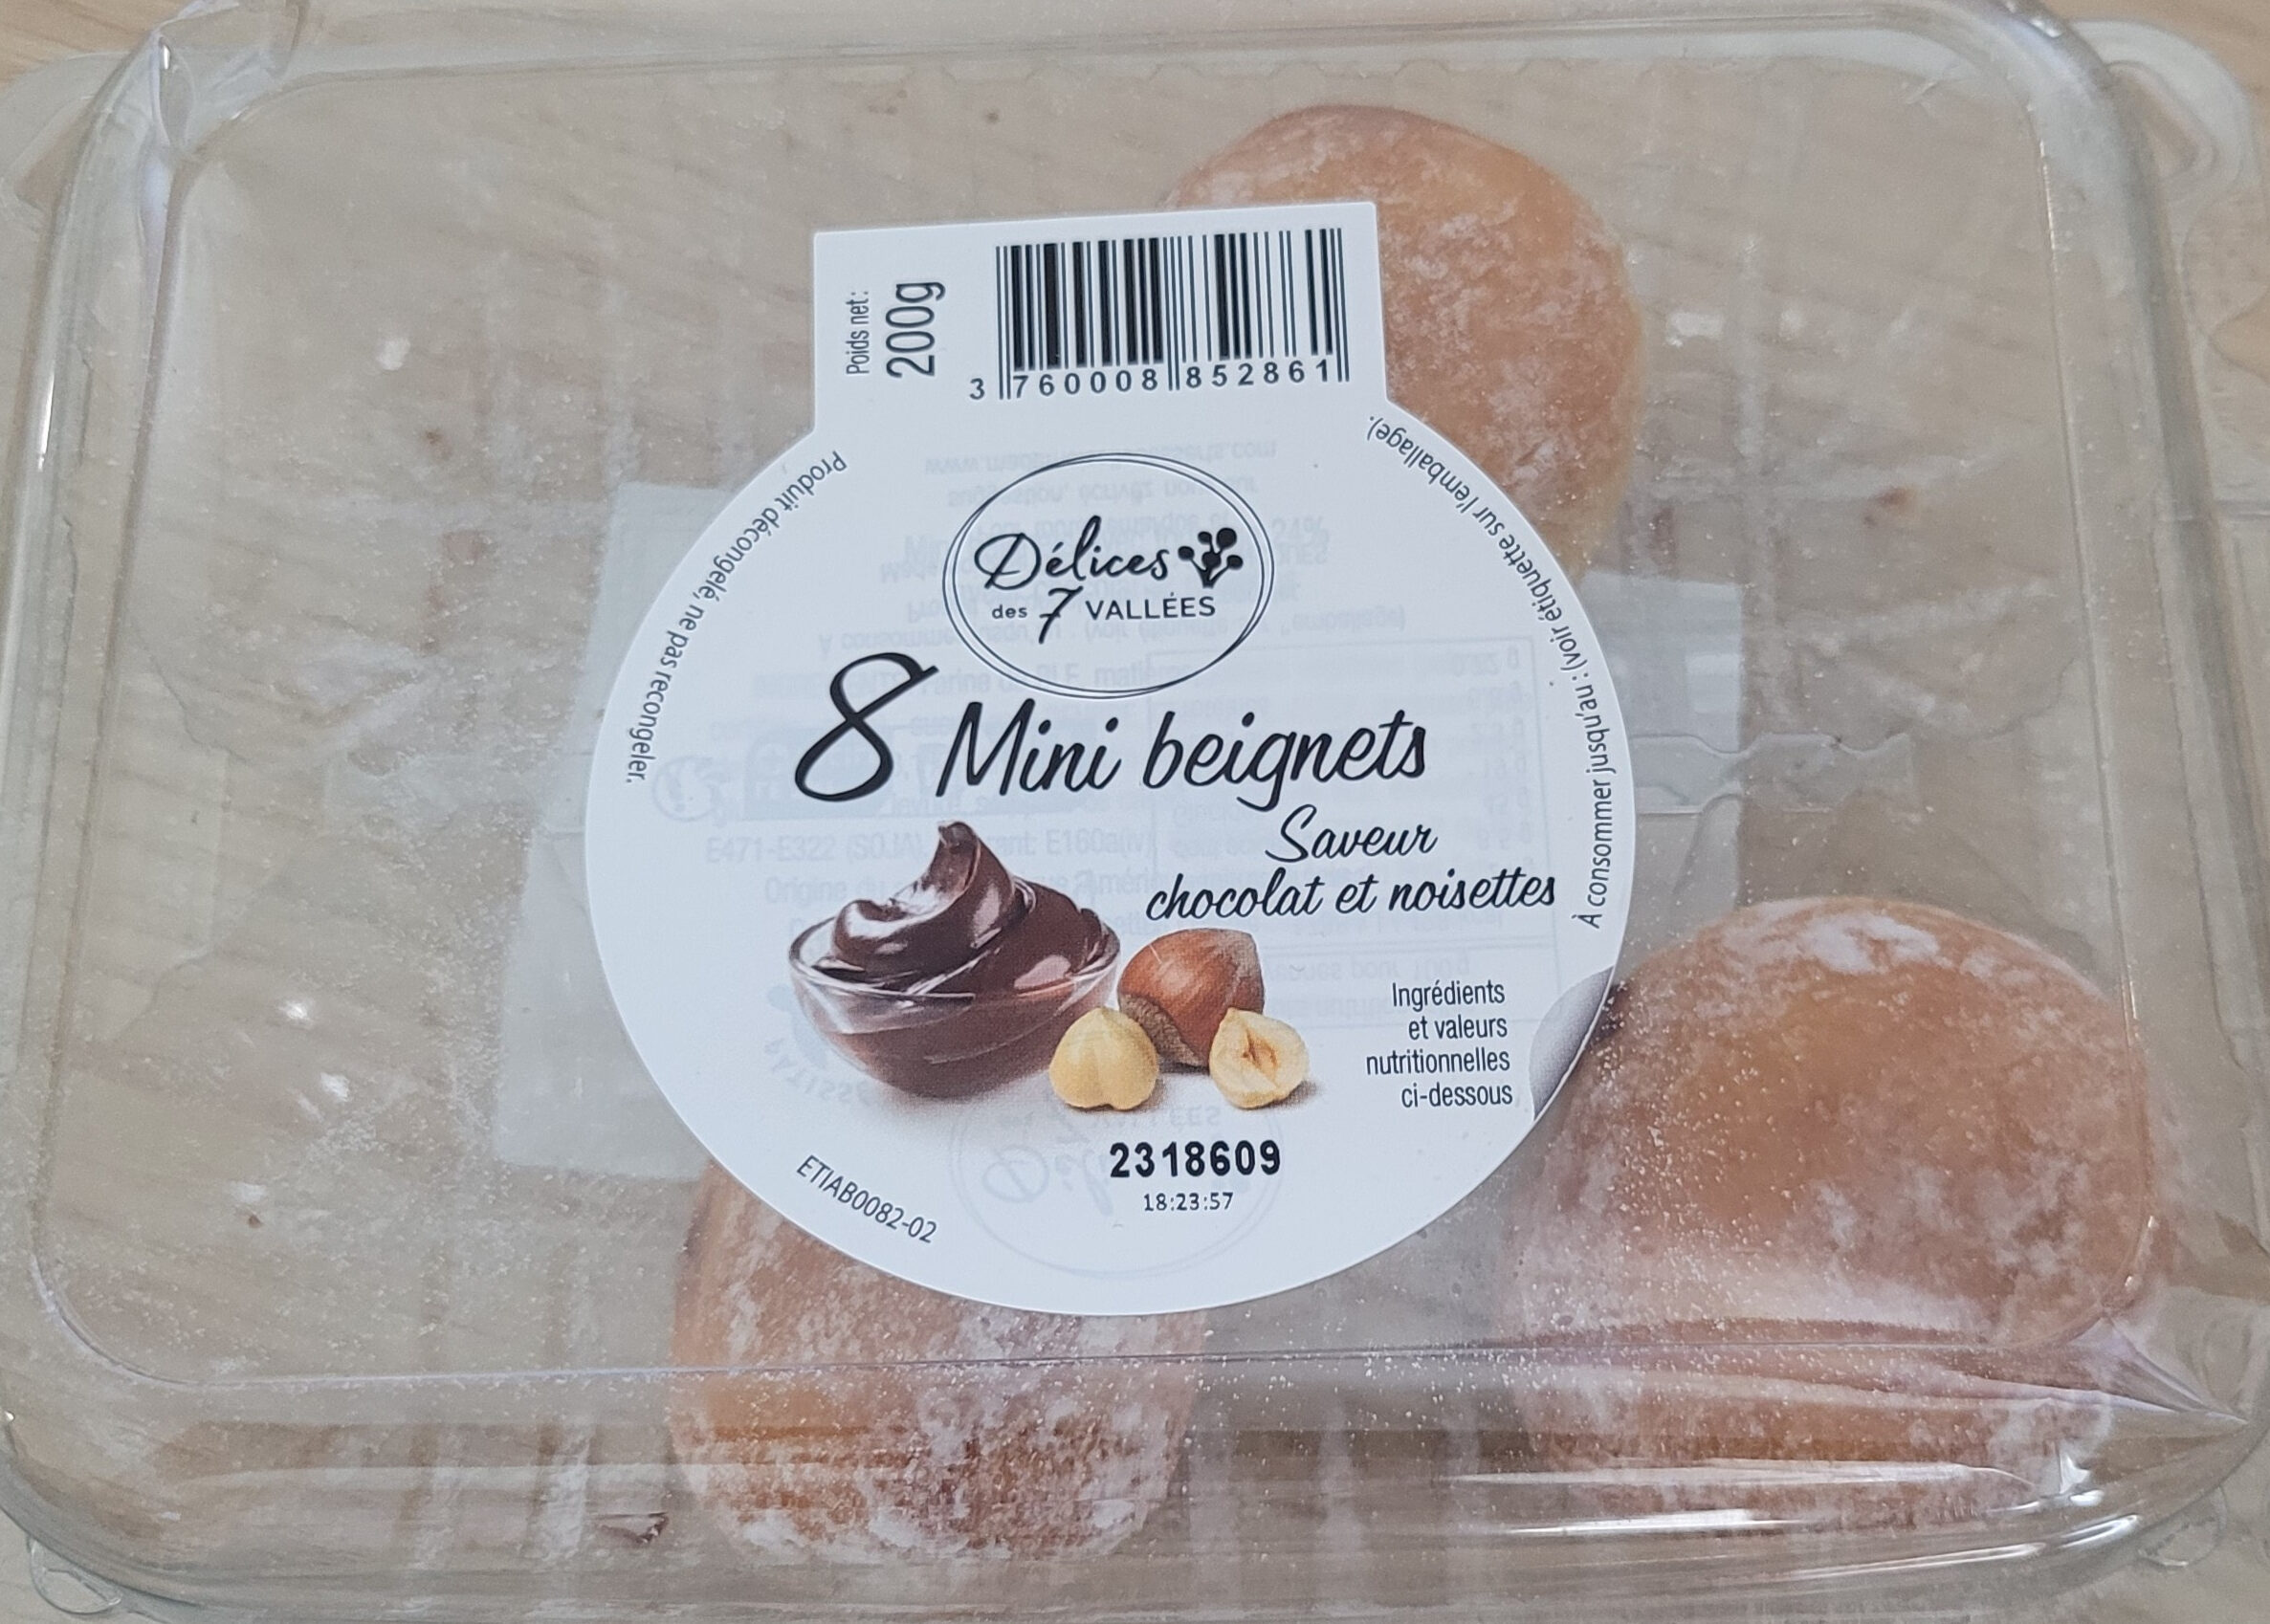 Poids net:
200g
3 760008 852861
Produit décongelé, ne pas recongeler.
À consommer jusqu'au : (voir étiquette sur l'emballage).
Délices
des 7 VALLÉES
8 Mini beignets
Saveur
chocolat et noisettes
Ingrédients
et valeurs
nutritionnelles
ci-dessous
2318609
18:23:57
ETIAB0082-02